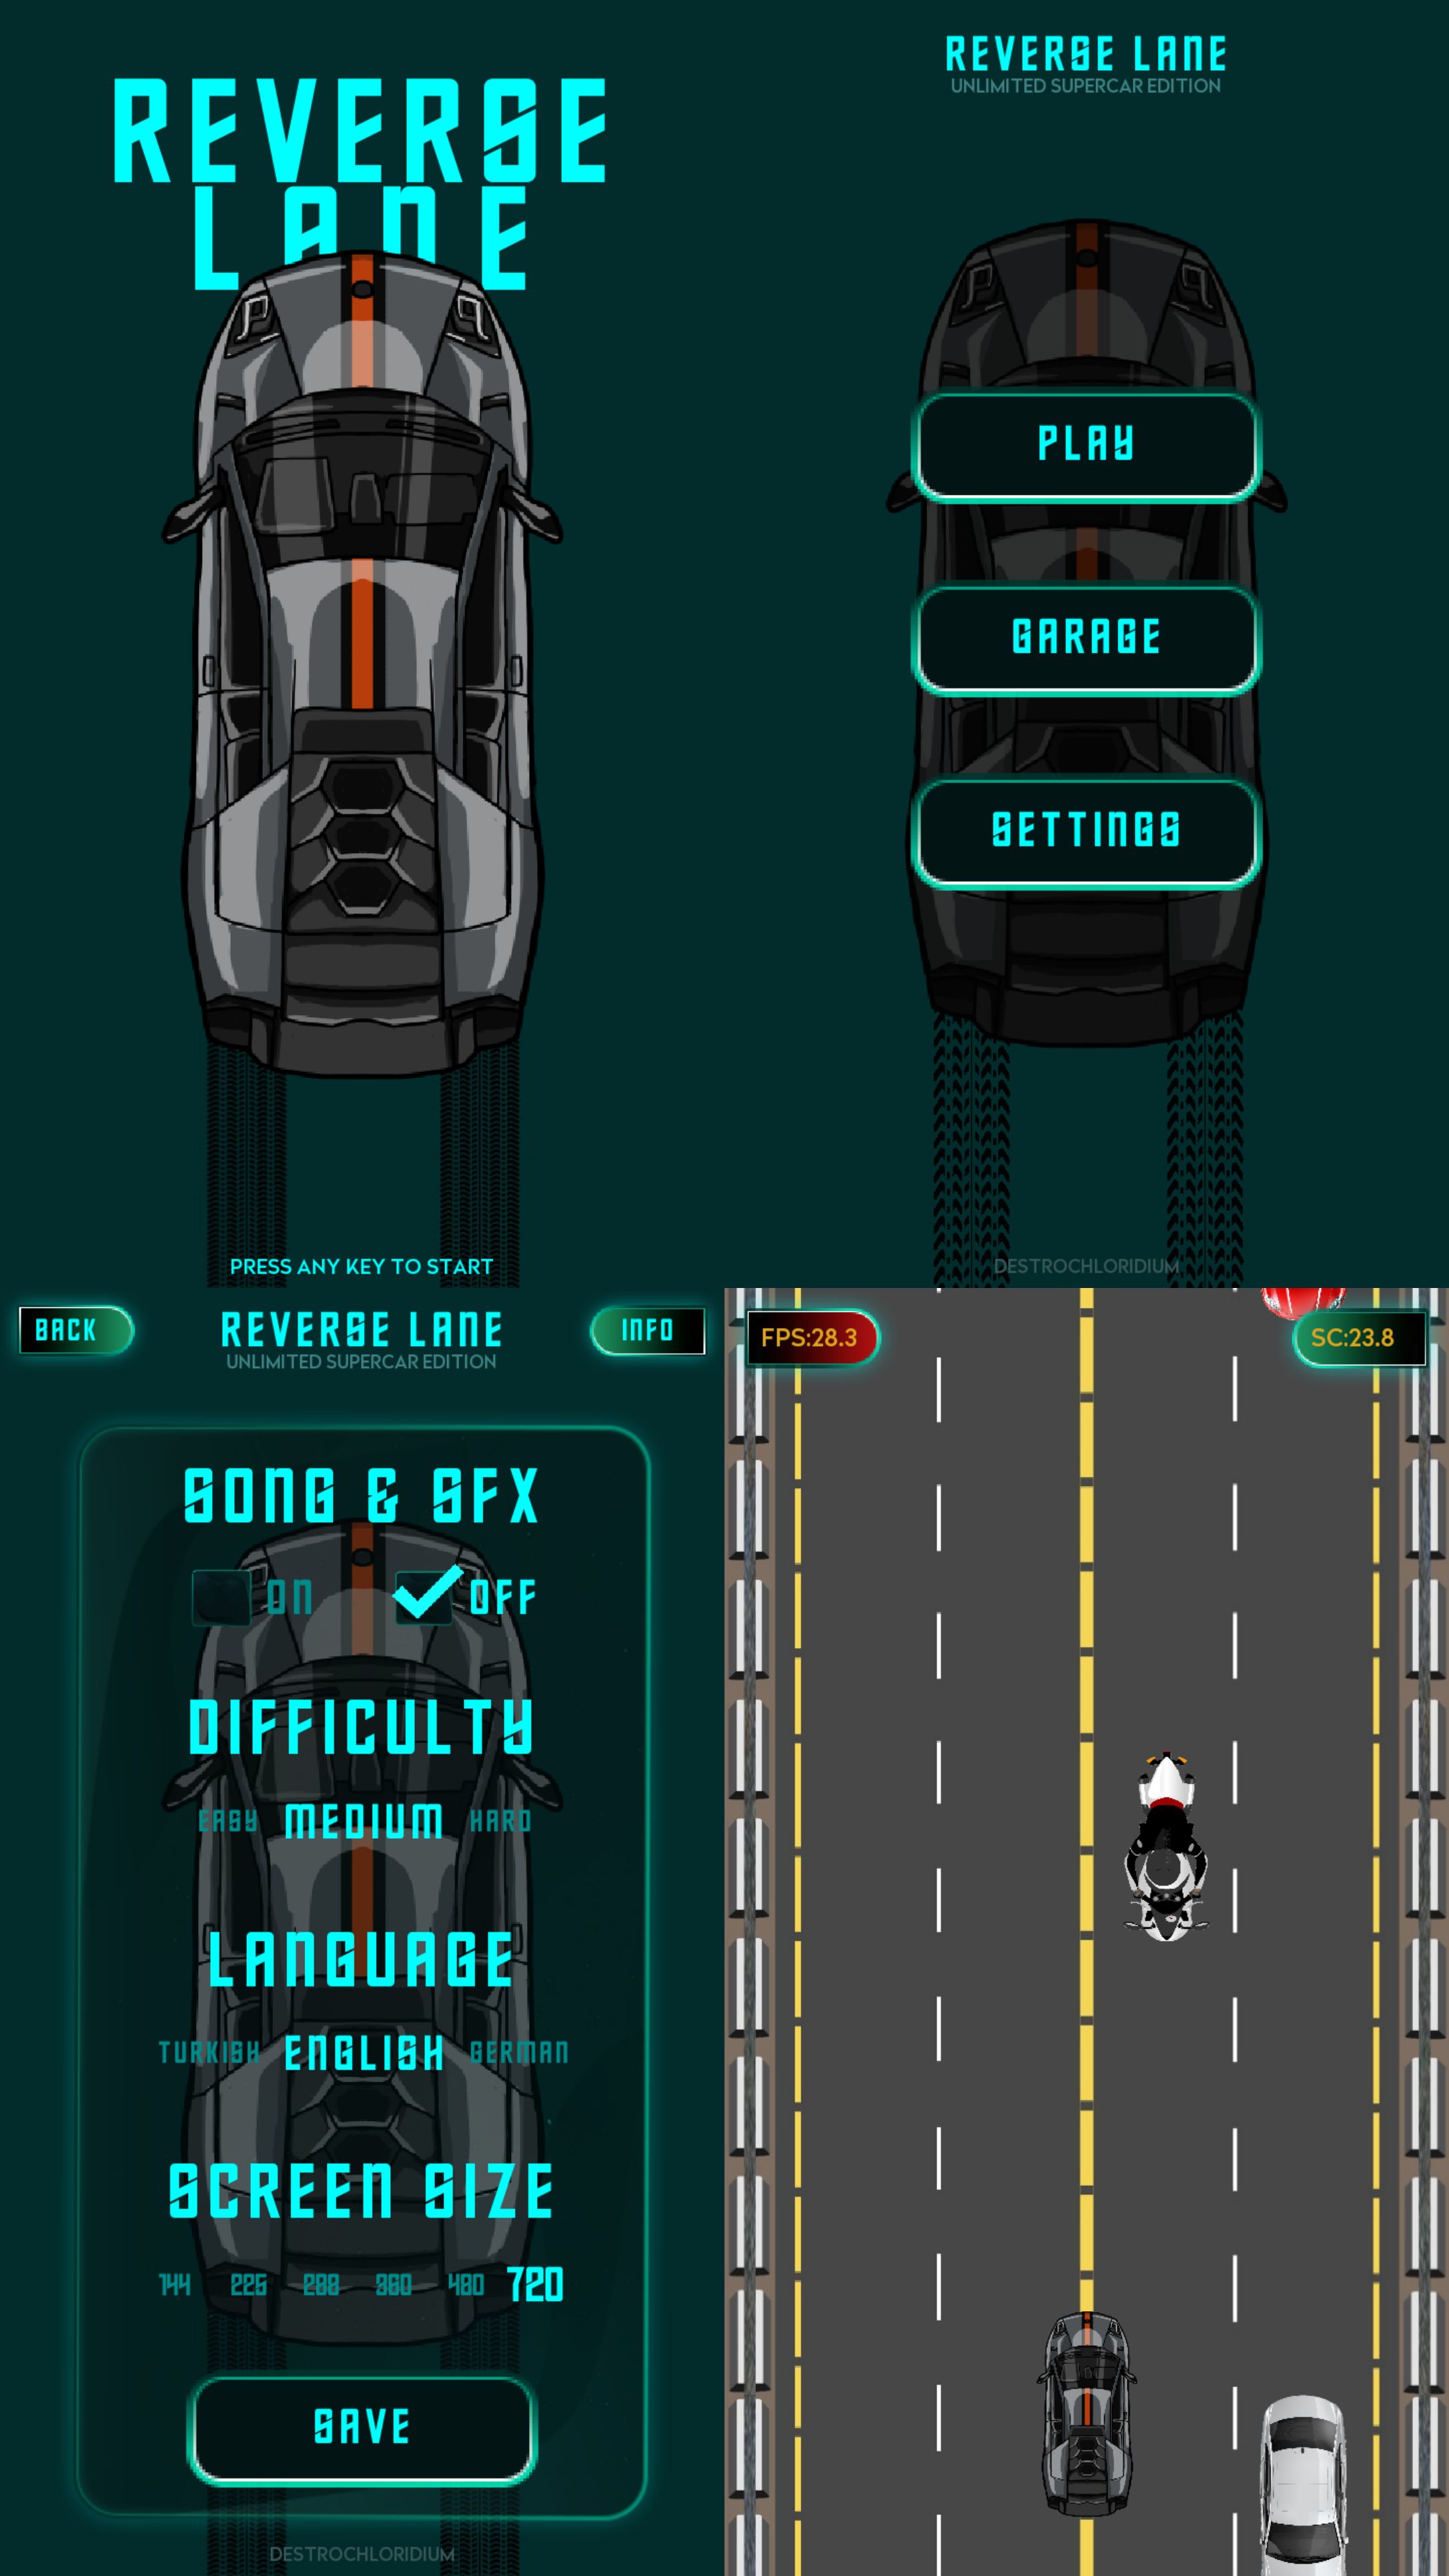 REVERSE
LANE
PRESS ANY KEY TO START
REVERSE LANE
UNLIMITED SUPERCAR EDITION
PLAY
GARAGE
SETTINGS
DESTROCHLORIDIUM
BACK
REVERSE LANE
UNLIMITED SUPERCAR EDITION
INFO
SONG & SFX
ON OFF
DIFFICULTY
EASY MEDIUM HARD
LANGUAGE
TURKISH ENGLISH GERMAN
SCREEN SIZE
144 225 288 360 480 720
SAVE
DESTROCHLORIDIUM
FPS:28.3
SC:23.8